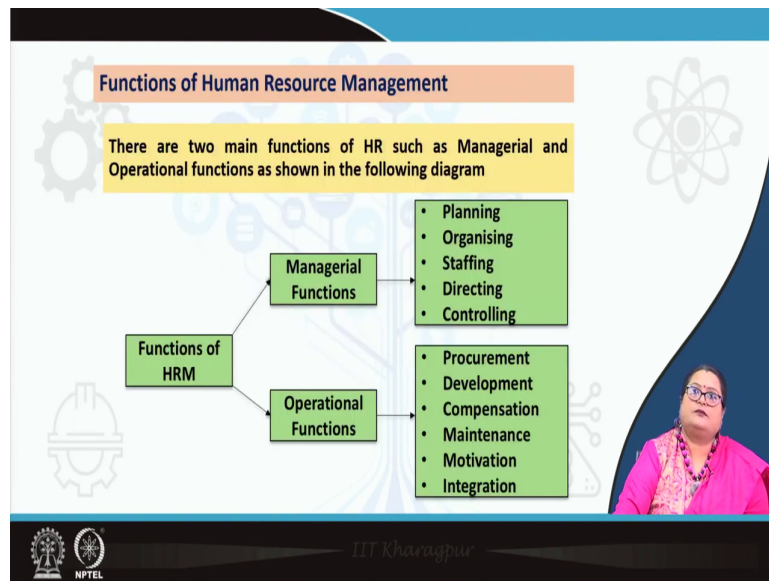 Functions of Human Resource Management
There are two main functions of HR such as Managerial and
Operational functions as shown in the following diagram
Functions of
HRM
Managerial
Functions
• Planning
• Organising
• Staffing
• Directing
• Controlling
Operational
Functions
• Procurement
• Development
• Compensation
• Maintenance
• Motivation
• Integration
NPTEL
IIT Kharagpur